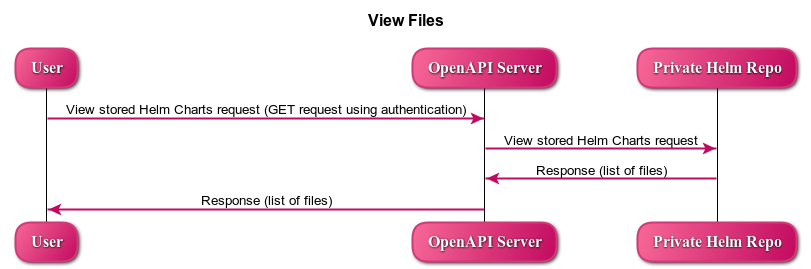 View Files
User
OpenAPI Server
Private Helm Repo
View stored Helm Charts request (GET request using authentication)
View stored Helm Charts request
Response (list of files)
Response (list of files)
User
OpenAPI Server
Private Helm Repo